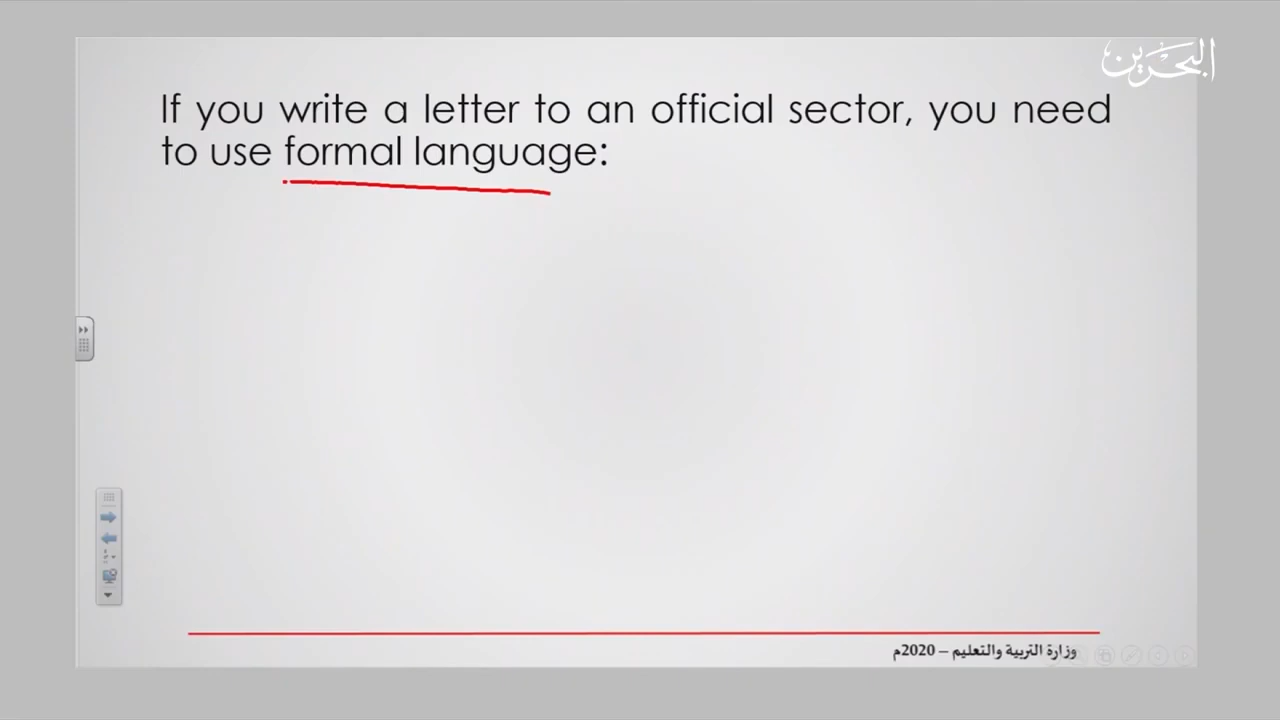 البحرين
If you write a letter to an official sector, you need
to use formal language:
وزارة التربية والتعليم – 2020م